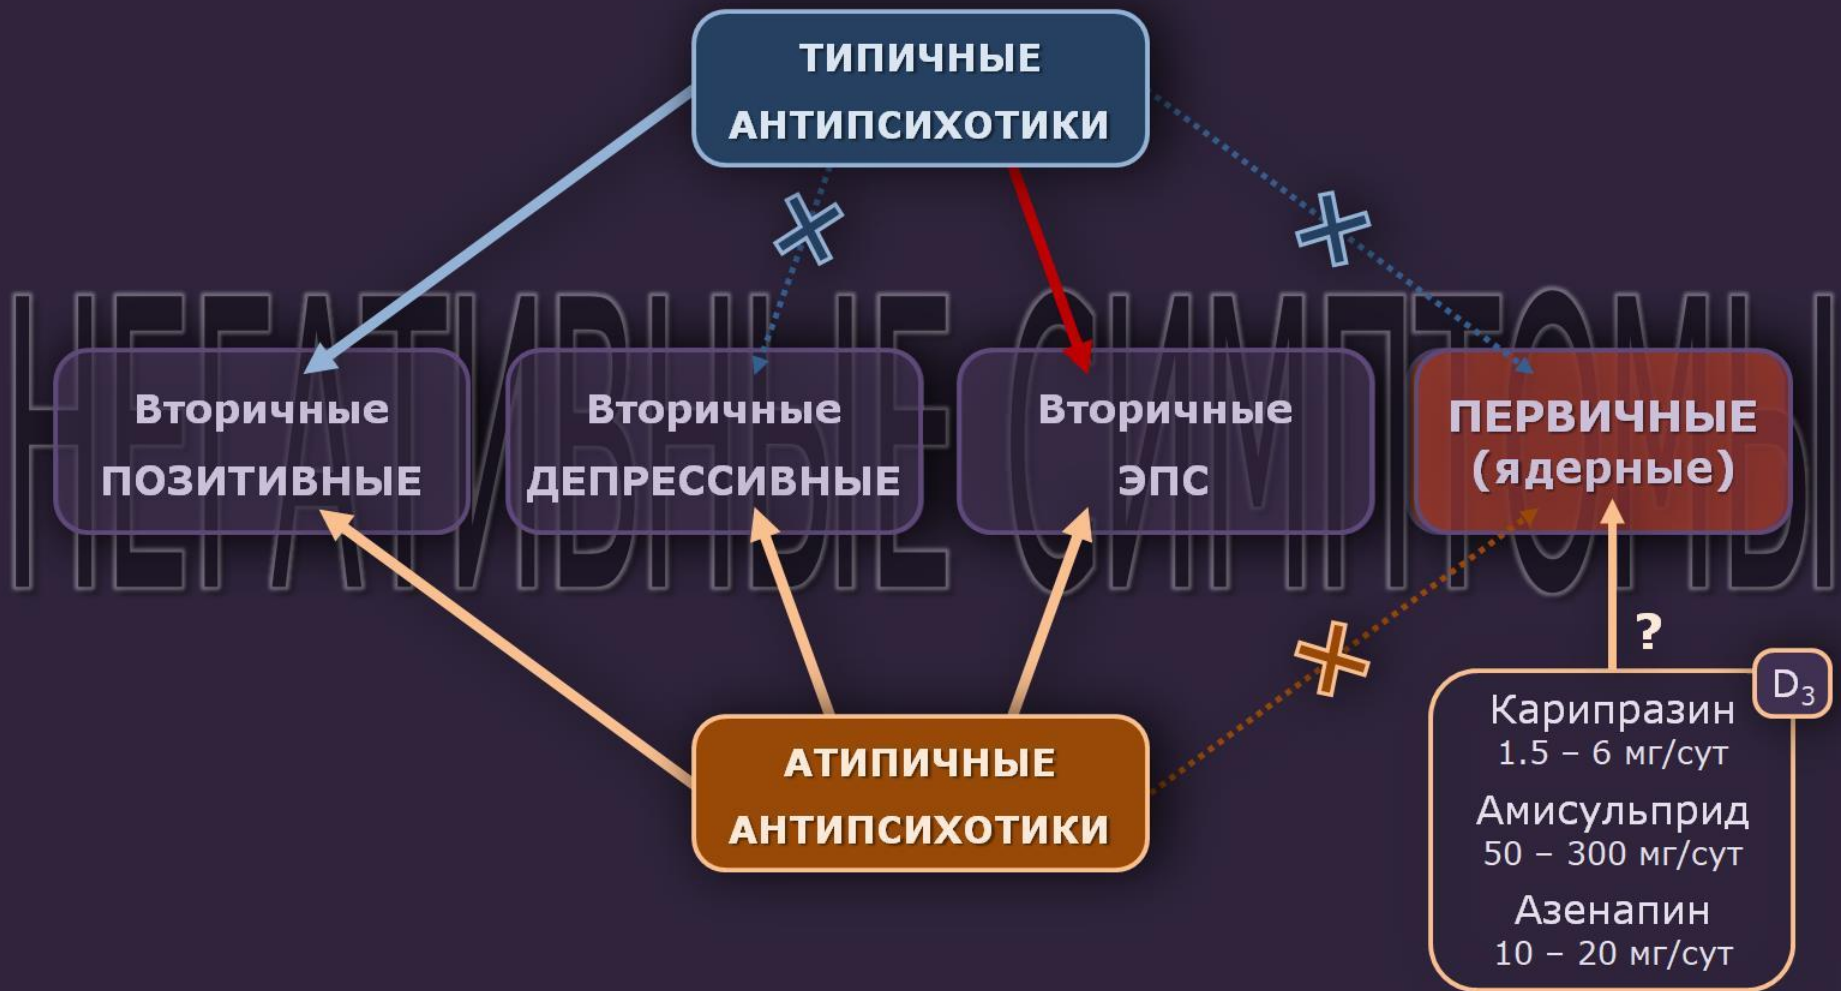 ТИПИЧНЫЕ
АНТИПСИХОТИКИ
НЕГАТИВНЫЕ СИМПТОМЫ
Вторичные
ПОЗИТИВНЫЕ
Вторичные
ДЕПРЕССИВНЫЕ
Вторичные
ЭПС
ПЕРВИЧНЫЕ
(ядерные)
?
АТИПИЧНЫЕ
АНТИПСИХОТИКИ
D₃
Карипразин
1.5 – 6 мг/сут
Амисульприд
50 – 300 мг/сут
Азенапин
10 – 20 мг/сут